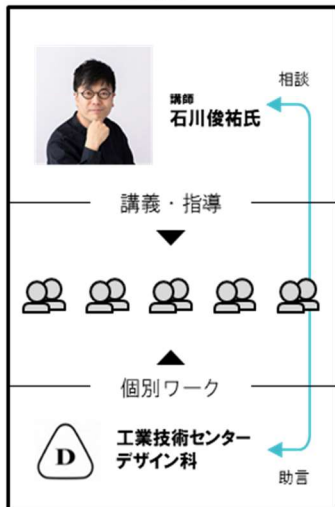 相談
講師
石川俊祐氏
講義・指導
個別ワーク
D
工業技術センター
デザイン科
助言